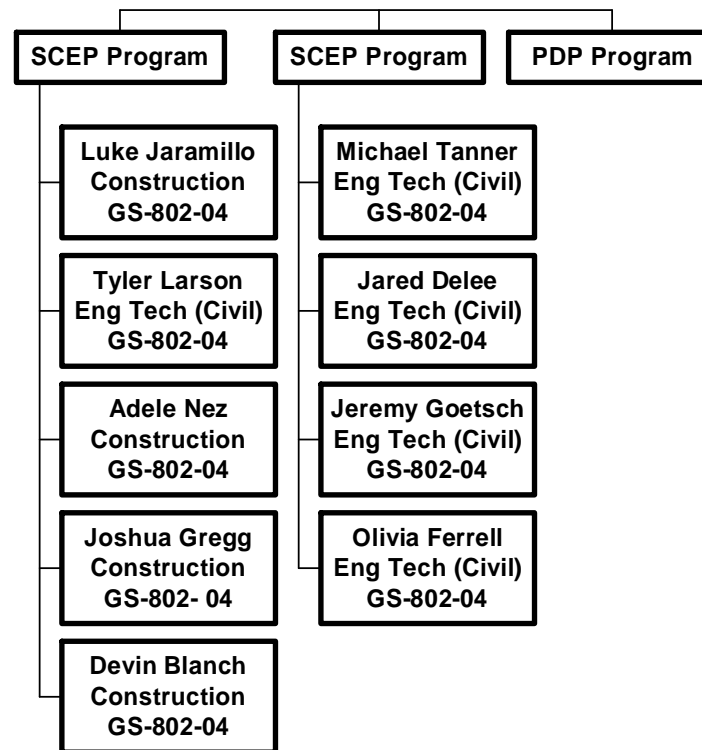 SCEP Program
SCEP Program
PDP Program
Luke Jaramillo
Construction
GS-802-04
Tyler Larson
Eng Tech (Civil)
GS-802-04
Adele Nez
Construction
GS-802-04
Joshua Gregg
Construction
GS-802- 04
Devin Blanch
Construction
GS-802-04
Michael Tanner
Eng Tech (Civil)
GS-802-04
Jared Delee
Eng Tech (Civil)
GS-802-04
Jeremy Goetsch
Eng Tech (Civil)
GS-802-04
Olivia Ferrell
Eng Tech (Civil)
GS-802-04